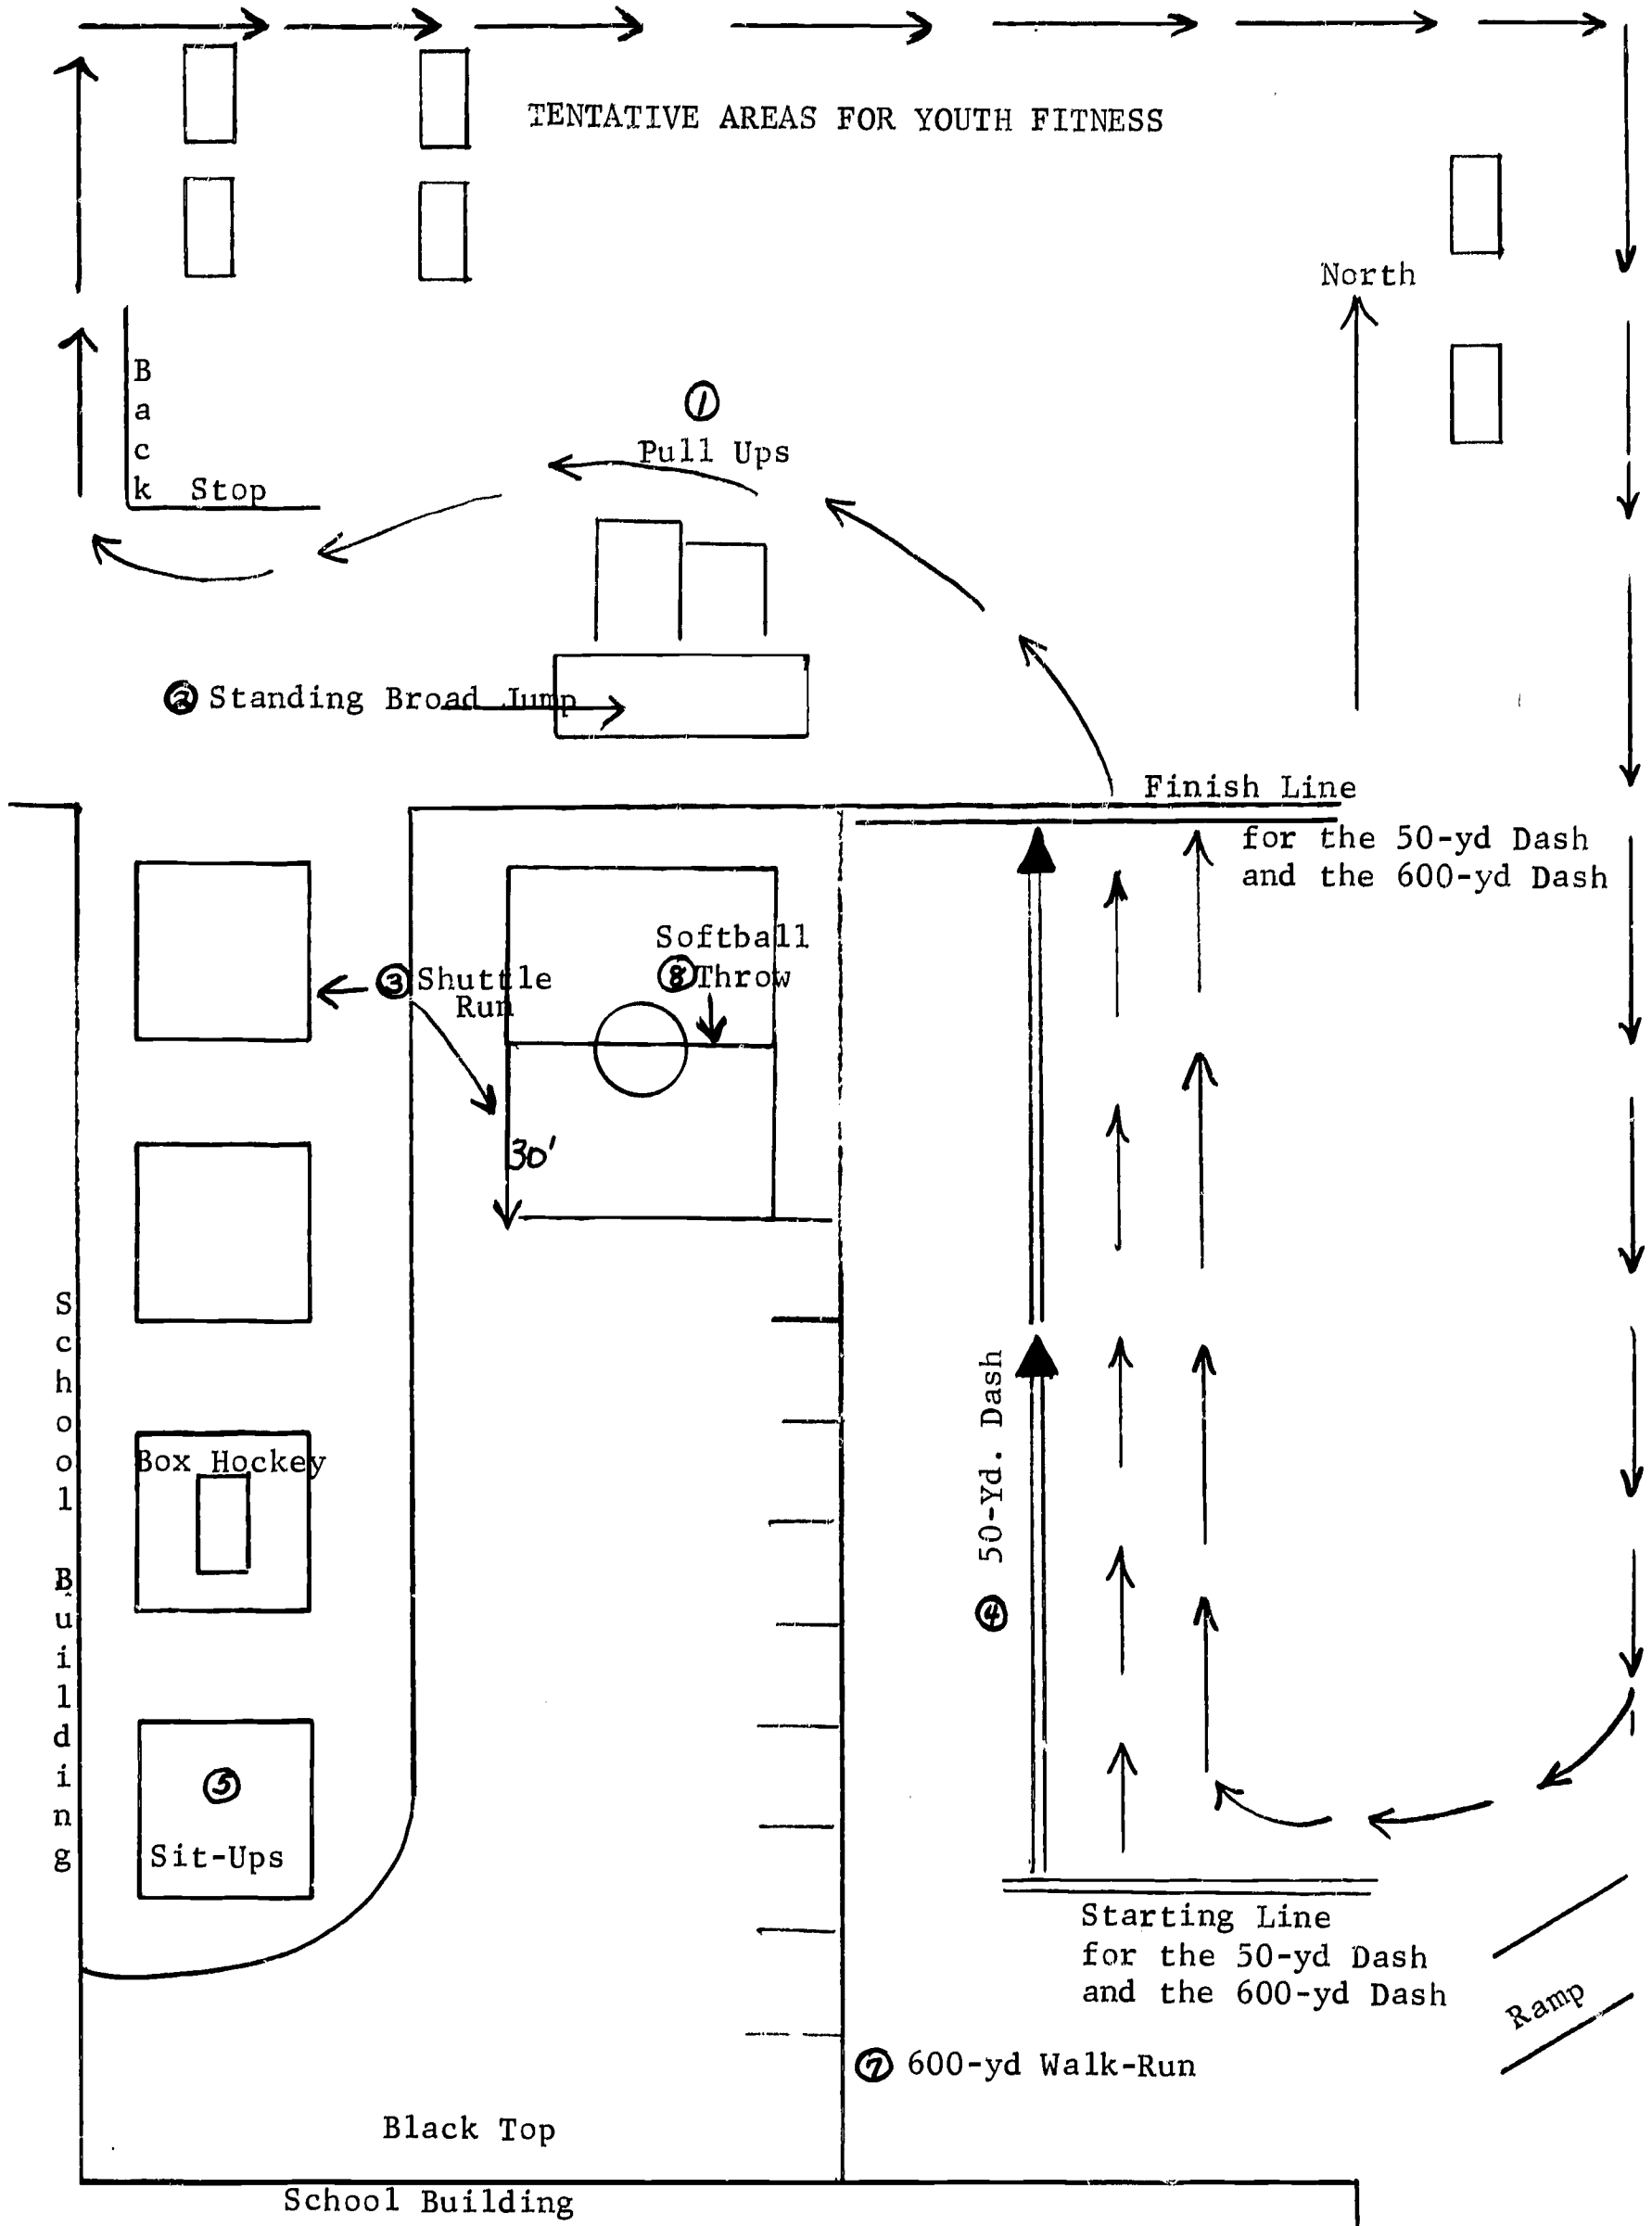 TENTATIVE AREAS FOR YOUTH FITNESS
North
Back
Stop
1
Pull Ups
2 Standing Broad Jump
Finish Line
for the 50-yd Dash
and the 600-yd Dash
Softball
8 Throw
3 Shuttle
Run
30'
School Building
Box Hockey
4 50-Yd. Dash
5
Sit-Ups
Starting Line
for the 50-yd Dash
and the 600-yd Dash
Ramp
7 600-yd Walk-Run
Black Top
School Building